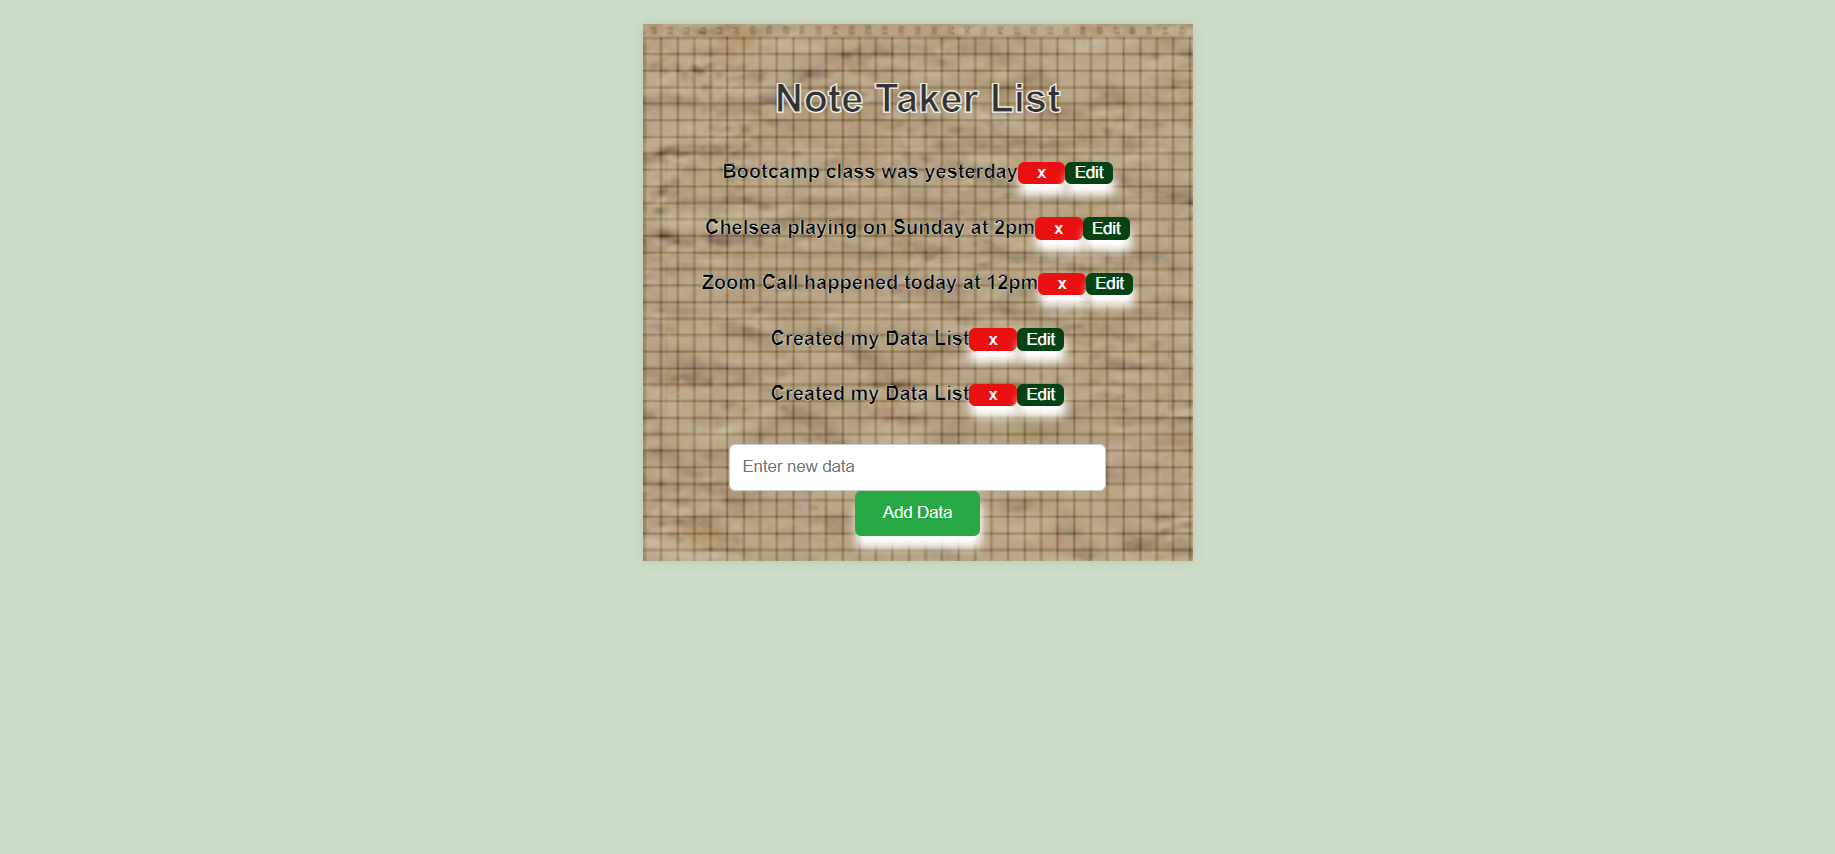 Note Taker List
Bootcamp class was yesterday x Edit
Chelsea playing on Sunday at 2pm x Edit
Zoom Call happened today at 12pm x Edit
Created my Data List x Edit
Created my Data List x Edit
Enter new data
Add Data